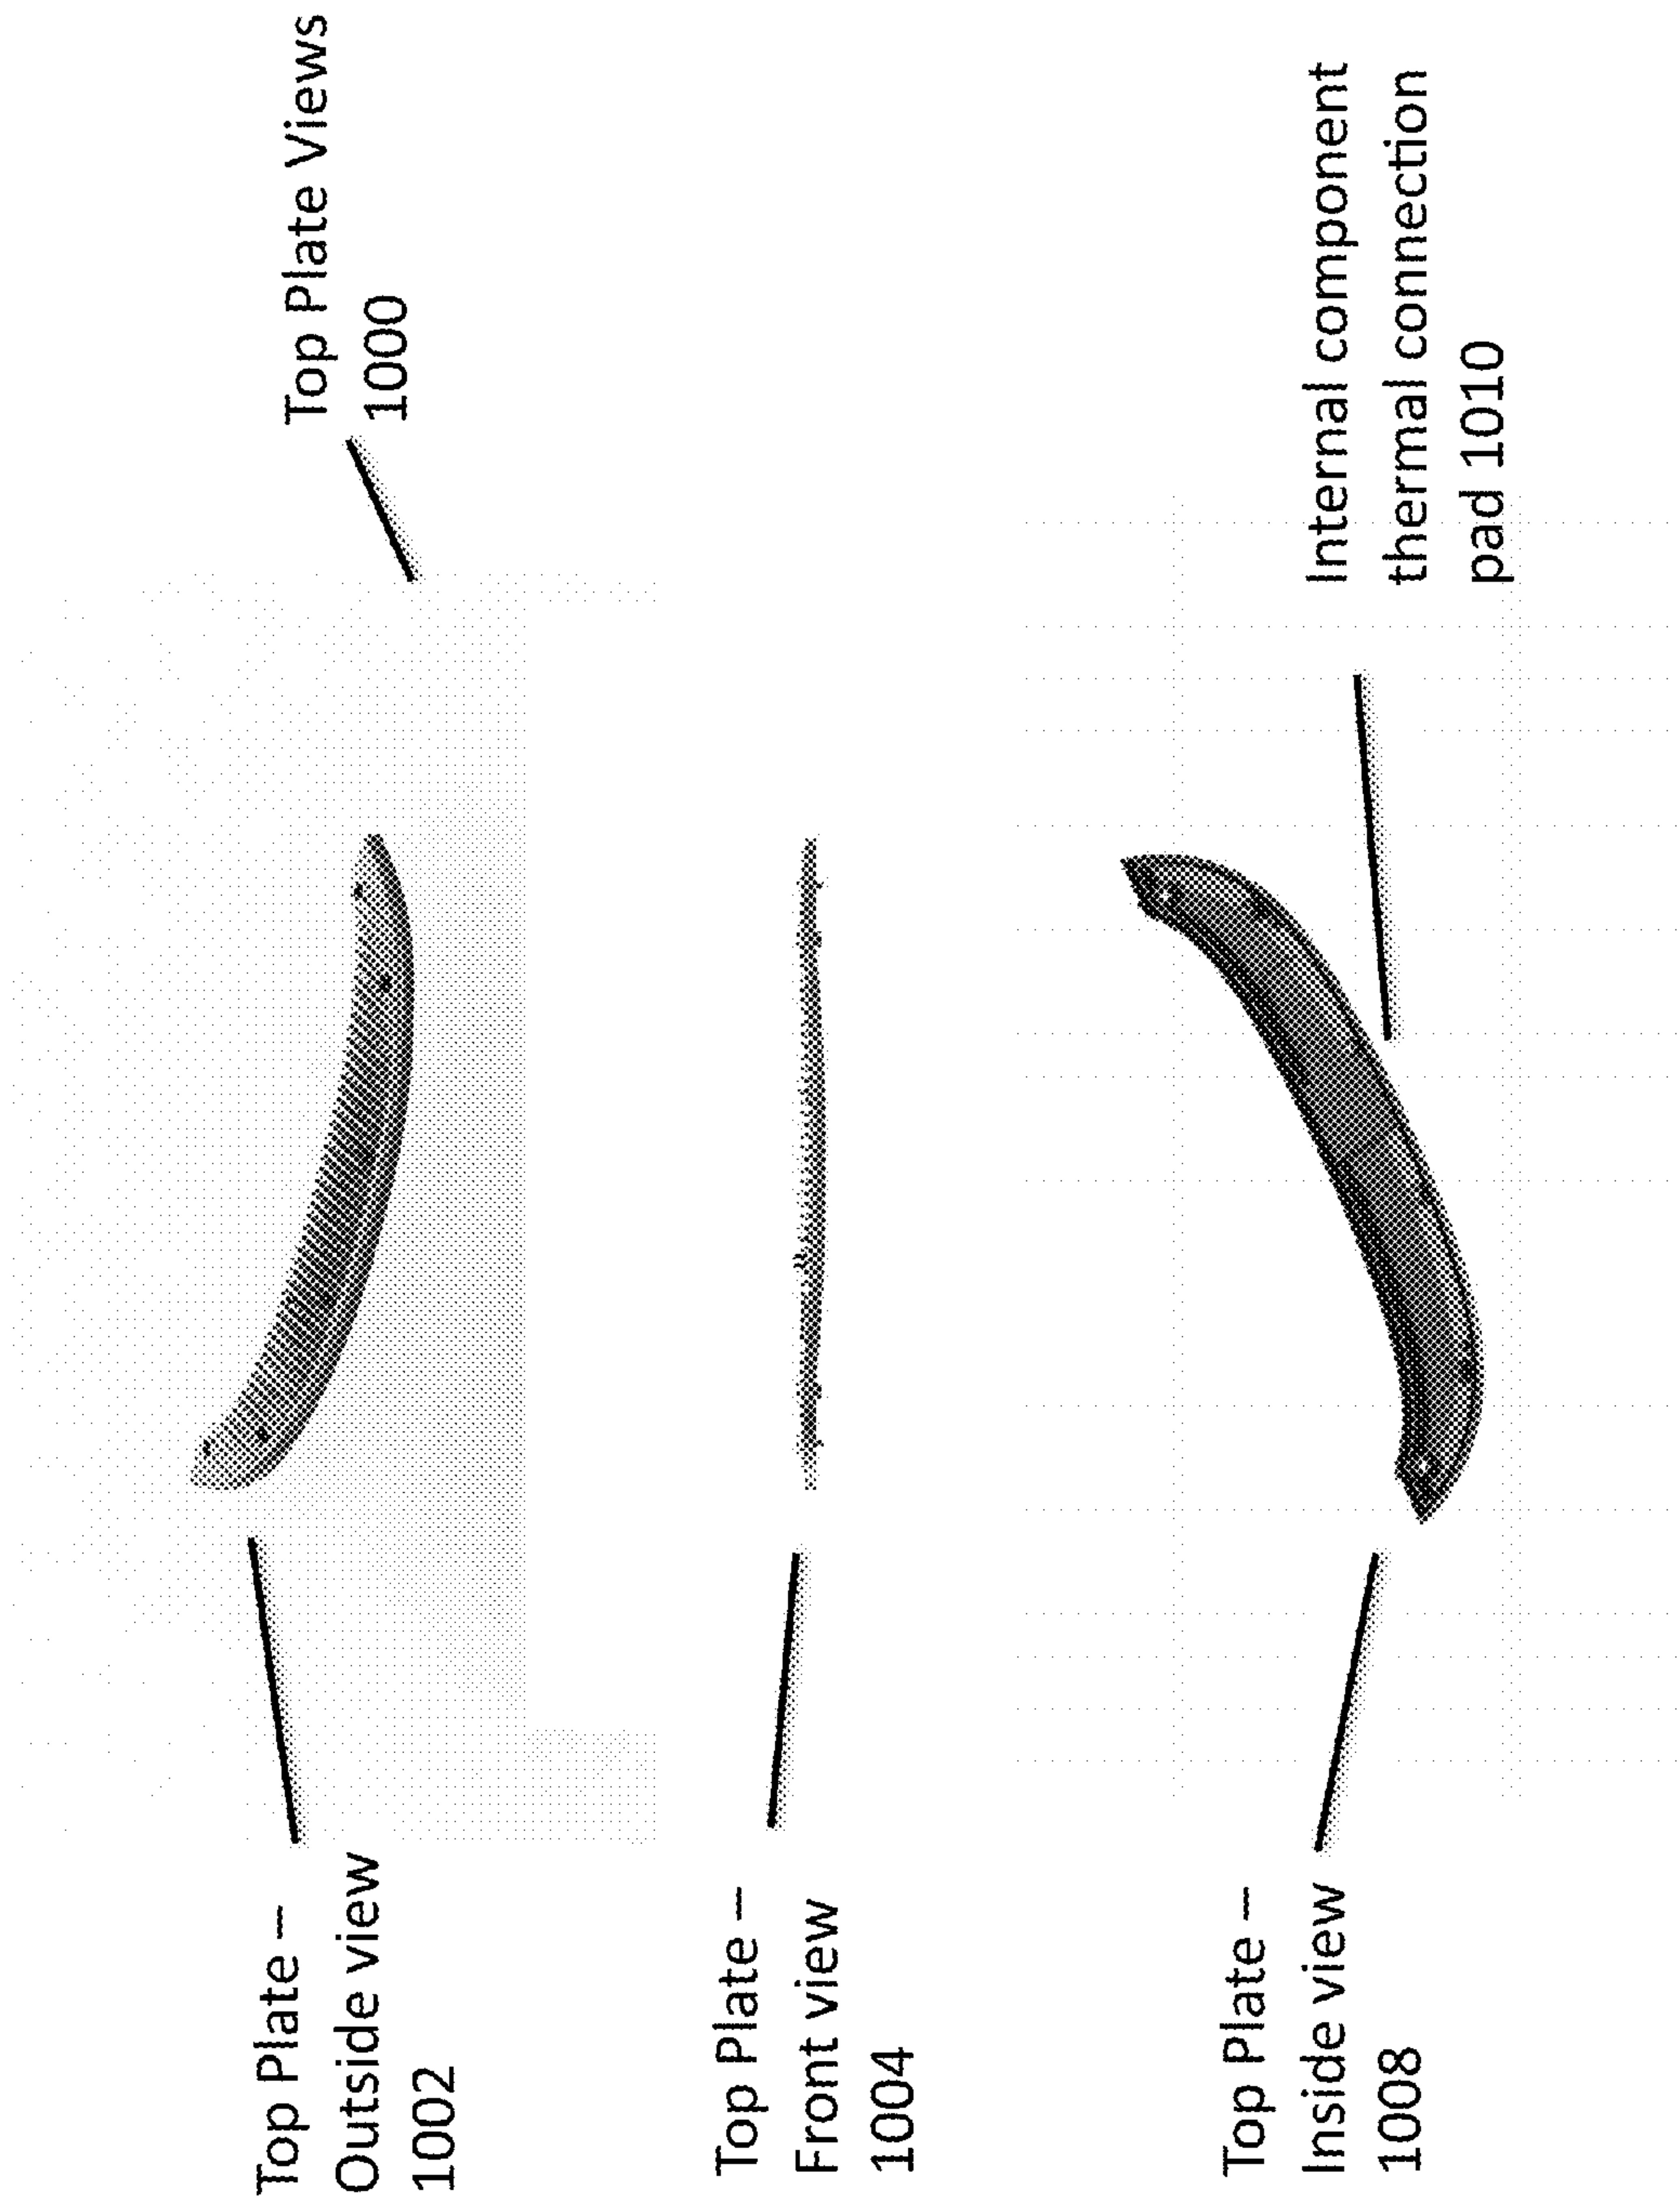 Top Plate Views
1000
Top Plate –
Outside view
1002
Top Plate –
Front view
1004
Top Plate –
Inside view
1008
Internal component
thermal connection
pad 1010